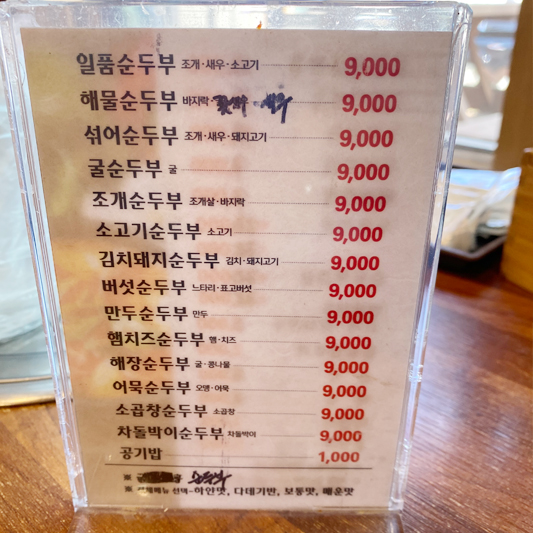 일품순두부 조개·새우·소고기 9,000
해물순두부 바지락 9,000
섞어순두부 조개·새우·돼지고기 9,000
굴순두부 굴 9,000
조개순두부 조개살·바지락 9,000
소고기순두부 소고기 9,000
김치돼지순두부 김치·돼지고기 9,000
버섯순두부 느타리·표고버섯 9,000
만두순두부 만두 9,000
햄치즈순두부 햄·치즈 9,000
해장순두부 굴·콩나물 9,000
어묵순두부 오뎅·어묵 9,000
소곱창순두부 소곱창 9,000
차돌박이순두부 차돌박이 9,000
공기밥 1,000
※ 순두부
※ 선택-하얀맛, 다데기반, 보통맛, 매운맛